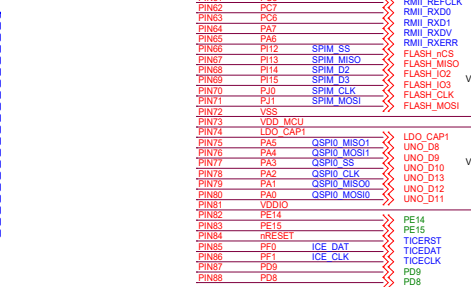 RMII_REFCLK
PIN62 PC7 RMII_RXD0
PIN63 PC6 RMII_RXD1
PIN64 PA7 RMII_RXDV
PIN65 PA6 RMII_RXERR
PIN66 PI12 SPIM_SS FLASH_nCS
PIN67 PI13 SPIM_MISO FLASH_MISO
PIN68 PI14 SPIM_D2 FLASH_IO2
PIN69 PI15 SPIM_D3 FLASH_IO3
PIN70 PJ0 SPIM_CLK FLASH_CLK
PIN71 PJ1 SPIM_MOSI FLASH_MOSI
PIN72 VSS
PIN73 VDD_MCU
PIN74 LDO_CAP1 LDO_CAP1
PIN75 PA5 QSPI0_MISO1 UNO_D8
PIN76 PA4 QSPI0_MOSI1 UNO_D9
PIN77 PA3 QSPI0_SS UNO_D10
PIN78 PA2 QSPI0_CLK UNO_D13
PIN79 PA1 QSPI0_MISO0 UNO_D12
PIN80 PA0 QSPI0_MOSI0 UNO_D11
PIN81 VDDIO
PIN82 PE14 PE14
PIN83 PE15 PE15
PIN84 nRESET TICERST
PIN85 PF0 ICE_DAT TICEDAT
PIN86 PF1 ICE_CLK TICECLK
PIN87 PD9 PD9
PIN88 PD8 PD8